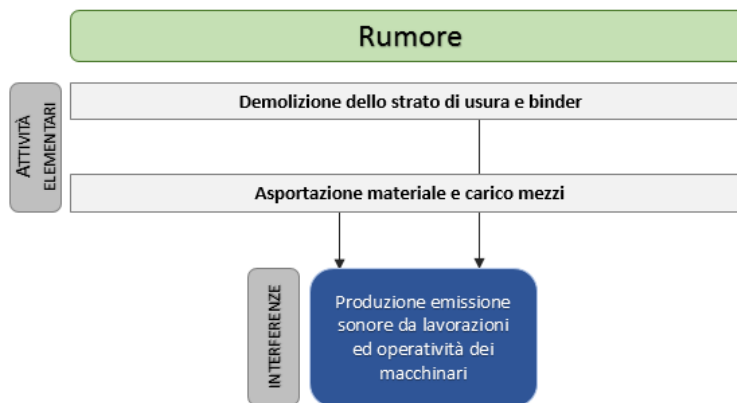 Rumore
ATTIVITÀ
ELEMENTARI
Demolizione dello strato di usura e binder
Asportazione materiale e carico mezzi
INTERFERENZE
Produzione emissione
sonore da lavorazioni
ed operatività dei
macchinari